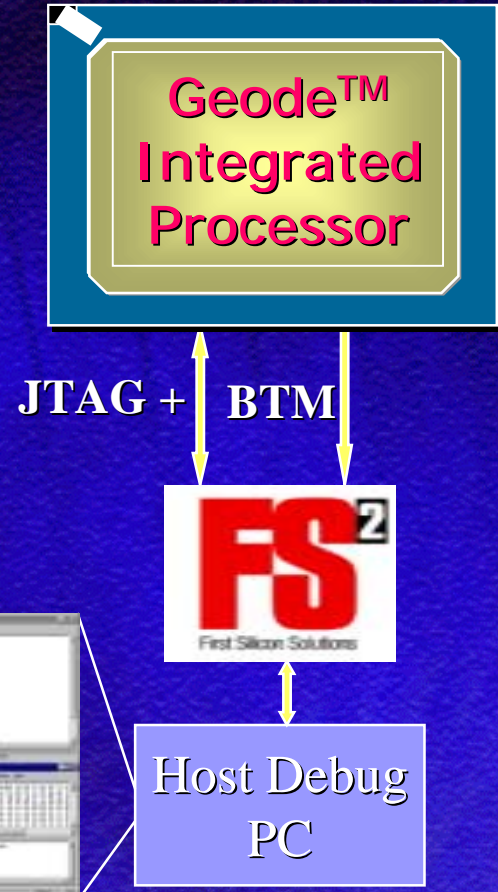 Geode™
Integrated
Processor
JTAG + BTM
FS²
First Silicon Solutions
Host Debug
PC